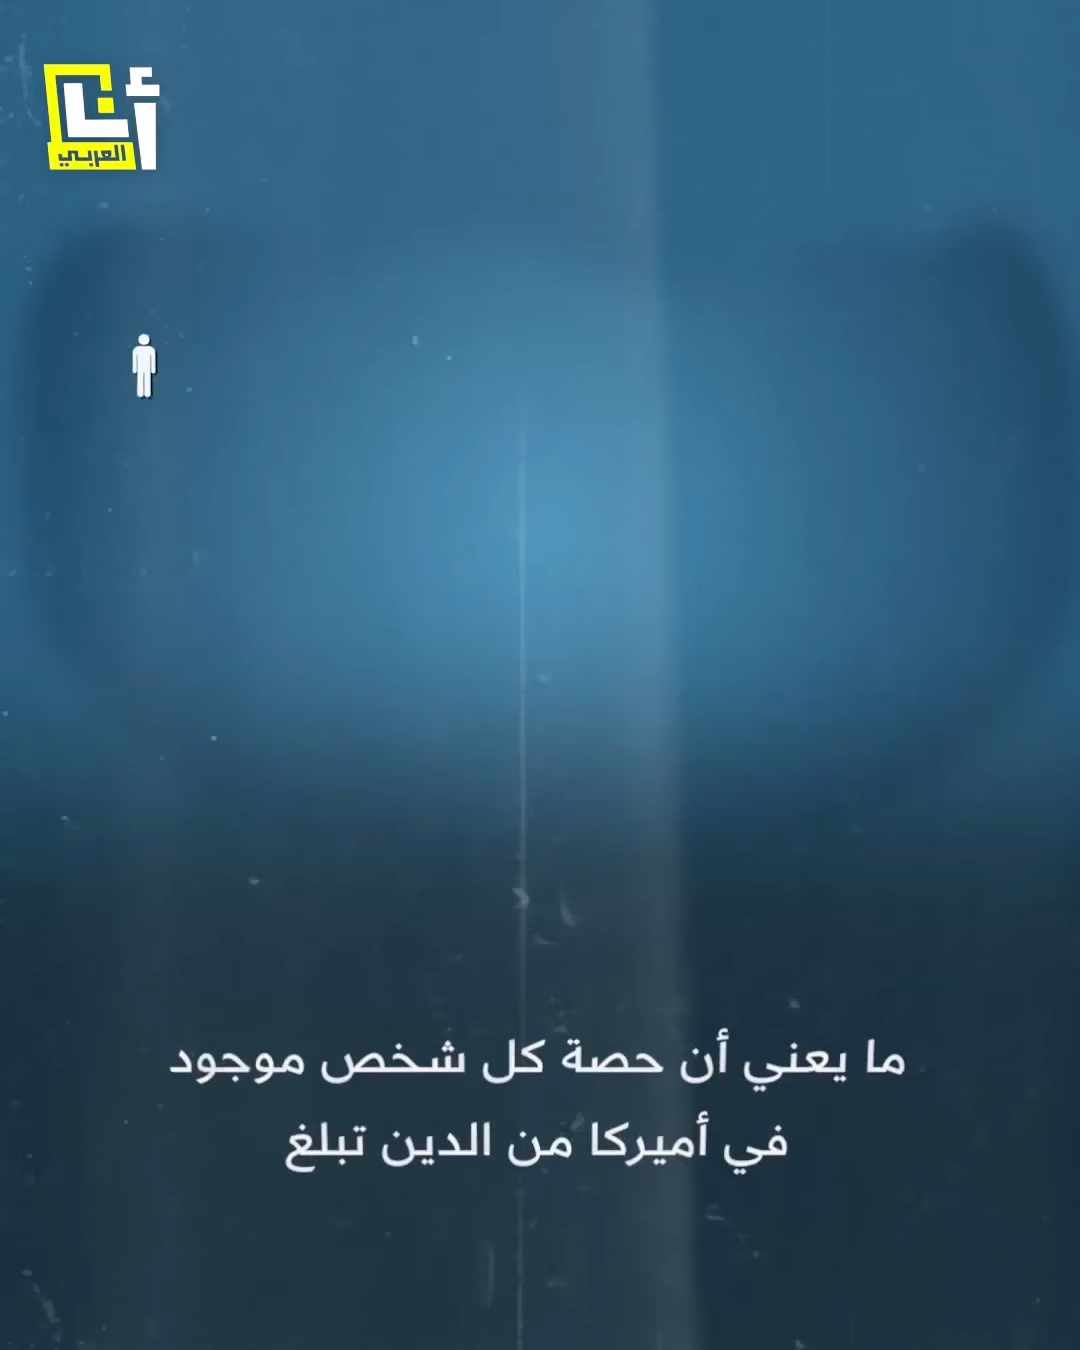 أنا
العربي
ما يعني أن حصة كل شخص موجود
في أميركا من الدين تبلغ